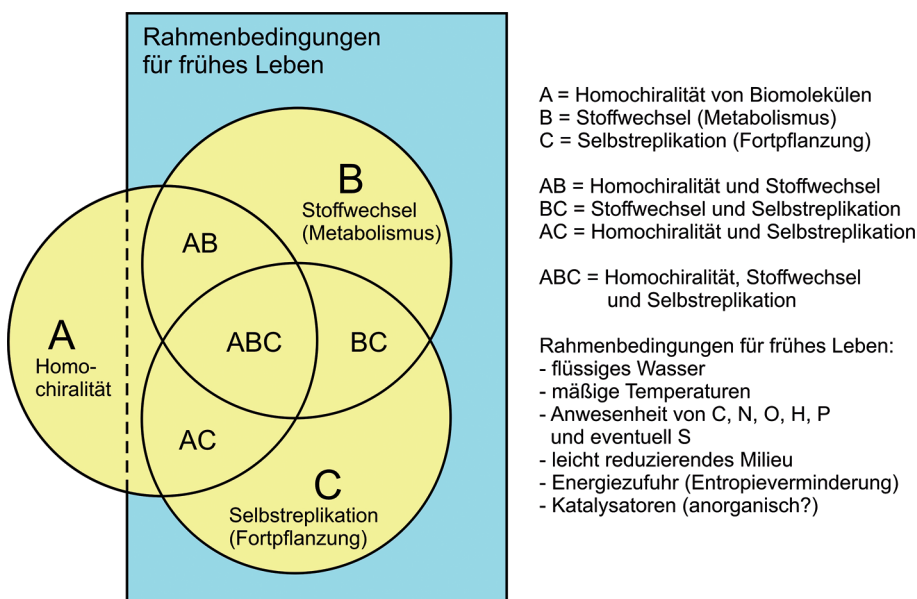 Rahmenbedingungen
für frühes Leben
B
Stoffwechsel
(Metabolismus)
AB
A
Homo-
chiralität
ABC
BC
AC
C
Selbstreplikation
(Fortpflanzung)
A = Homochiralität von Biomolekülen
B = Stoffwechsel (Metabolismus)
C = Selbstreplikation (Fortpflanzung)
AB = Homochiralität und Stoffwechsel
BC = Stoffwechsel und Selbstreplikation
AC = Homochiralität und Selbstreplikation
ABC = Homochiralität, Stoffwechsel
und Selbstreplikation
Rahmenbedingungen für frühes Leben:
- flüssiges Wasser
- mäßige Temperaturen
- Anwesenheit von C, N, O, H, P
und eventuell S
- leicht reduzierendes Milieu
- Energiezufuhr (Entropieverminderung)
- Katalysatoren (anorganisch?)